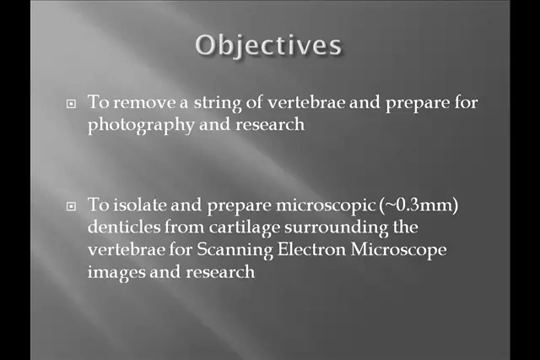 Objectives
To remove a string of vertebrae and prepare for
photography and research
To isolate and prepare microscopic (~0.3mm)
denticles from cartilage surrounding the
vertebrae for Scanning Electron Microscope
images and research